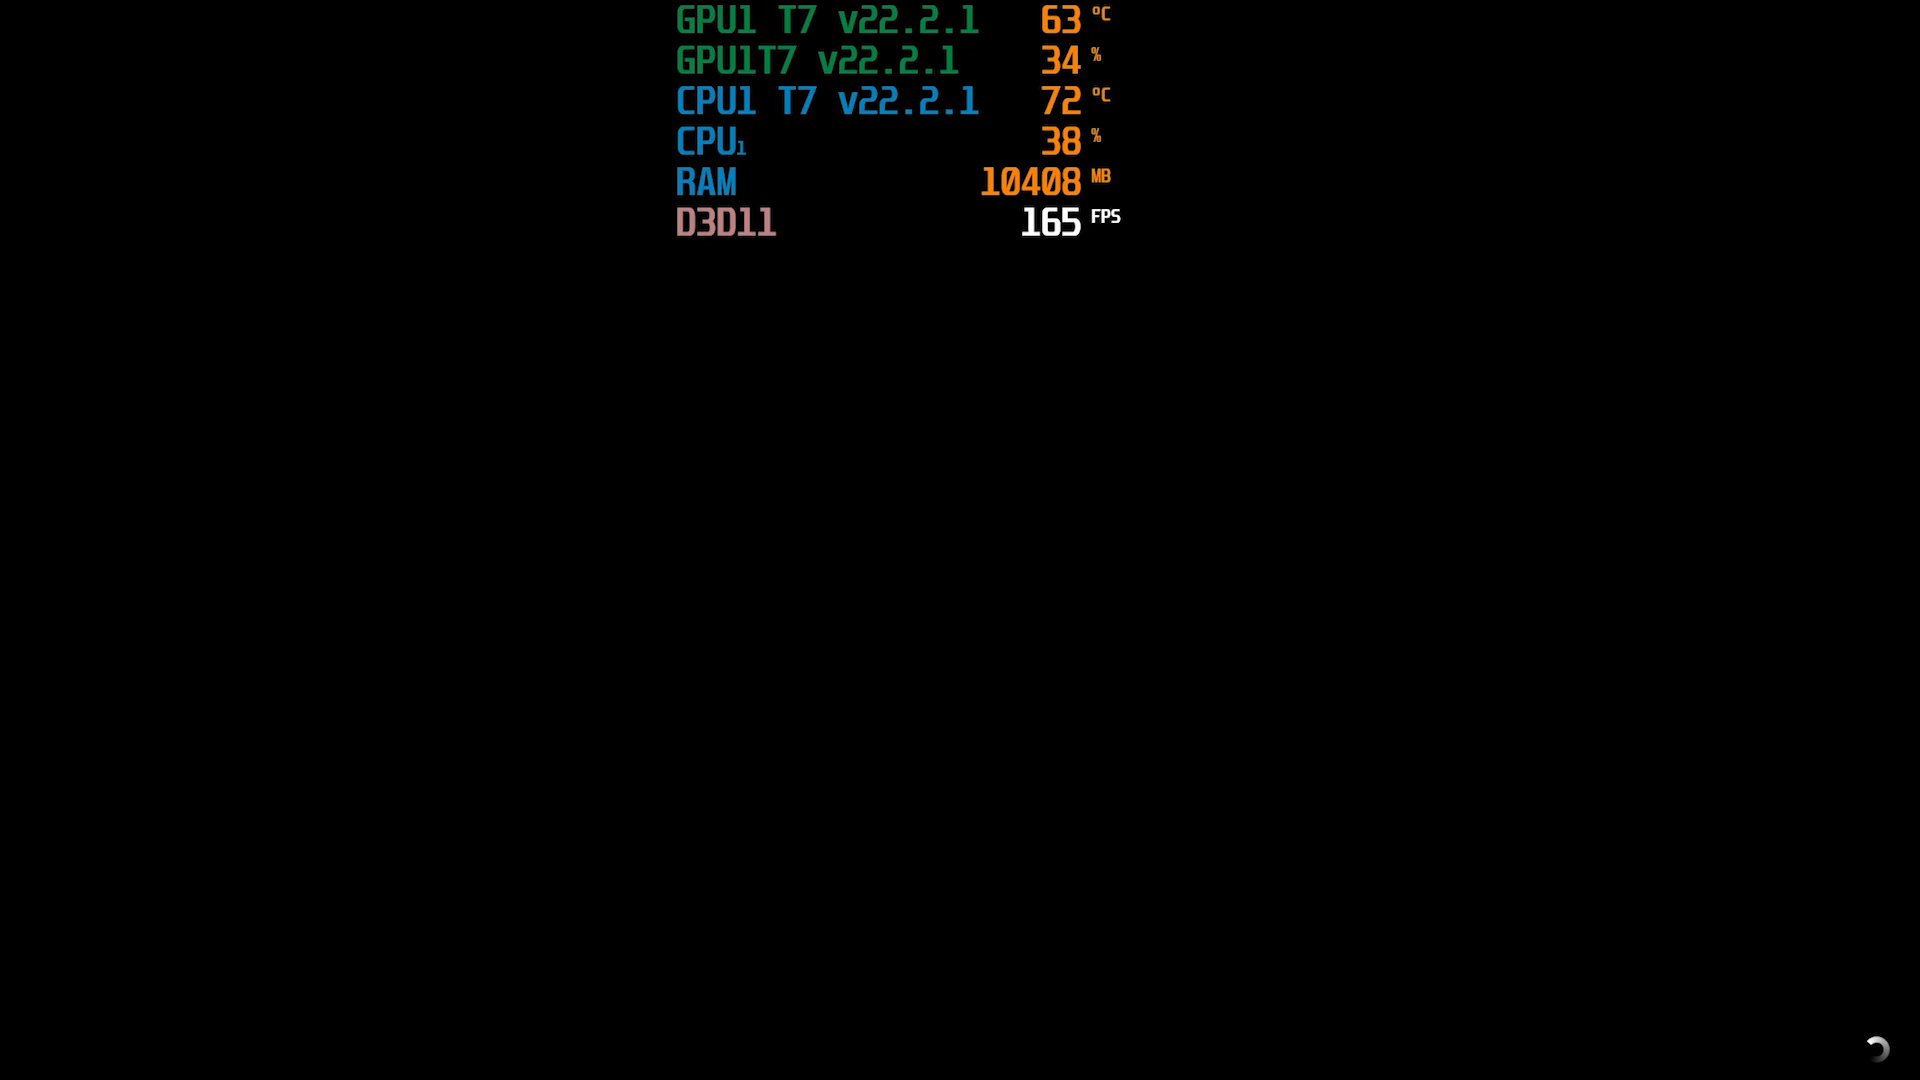 GPU1 T7 v22.2.1 63 °C
GPU1T7 v22.2.1 34 %
CPU1 T7 v22.2.1 72 °C
CPU1 38 %
RAM 10408 MB
D3D11 165 FPS